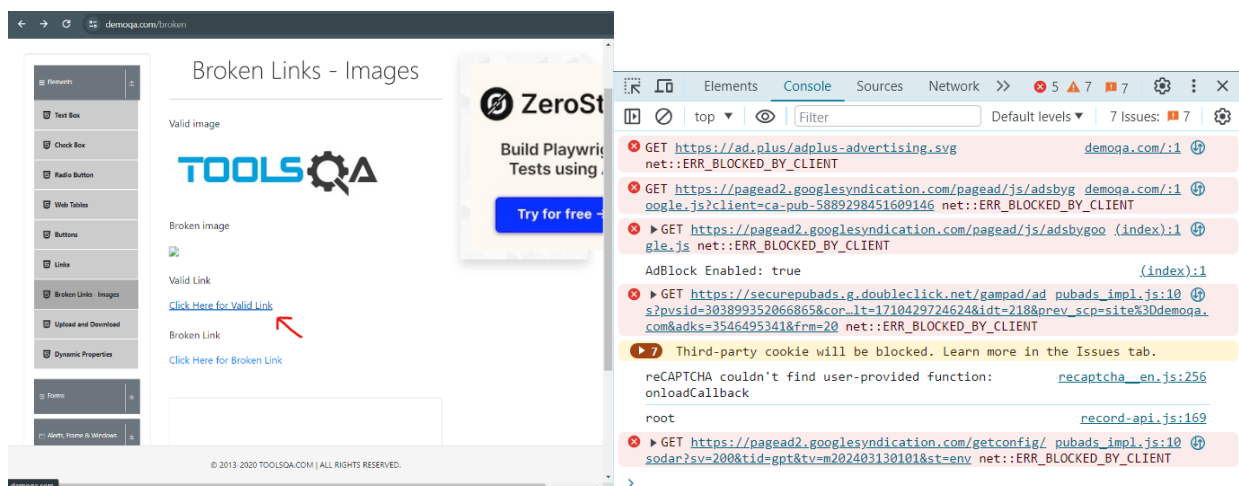 demoqa.com/broken
Elements
Text Box
Check Box
Radio Button
Web Tables
Buttons
Links
Broken Links - Images
Upload and Download
Dynamic Properties
Forms
Alerts, Frame & Windows
Broken Links - Images
Valid image
TOOLSQA
Broken image
Valid Link
Click Here for Valid Link
Broken Link
Click Here for Broken Link
ZeroSt
Build Playwrig
Tests using
Try for free
© 2013-2020 TOOLSQA.COM | ALL RIGHTS RESERVED.
demoqa.com
Elements Console Sources Network 5 7 7
top Filter Default levels 7 Issues: 7
GET https://ad.plus/adplus-advertising.svg demoqa.com/:1
net::ERR_BLOCKED_BY_CLIENT
GET https://pagead2.googlesyndication.com/pagead/js/adsbyg demoqa.com/:1
oogle.js?client=ca-pub-5889298451609146 net::ERR_BLOCKED_BY_CLIENT
GET https://pagead2.googlesyndication.com/pagead/js/adsbygoo (index):1
gle.js net::ERR_BLOCKED_BY_CLIENT
AdBlock Enabled: true (index):1
GET https://securepubads.g.doubleclick.net/gampad/ad pubads_impl.js:10
s?pvsid=303899352066865&cor…lt=1710429724624&idt=218&prev_scp=site%3Ddemoqa.
com&adks=3546495341&frm=20 net::ERR_BLOCKED_BY_CLIENT
7 Third-party cookie will be blocked. Learn more in the Issues tab.
reCAPTCHA couldn't find user-provided function: recaptcha__en.js:256
onloadCallback
root record-api.js:169
GET https://pagead2.googlesyndication.com/getconfig/ pubads_impl.js:10
sodar?sv=200&tid=gpt&tv=m202403130101&st=env net::ERR_BLOCKED_BY_CLIENT